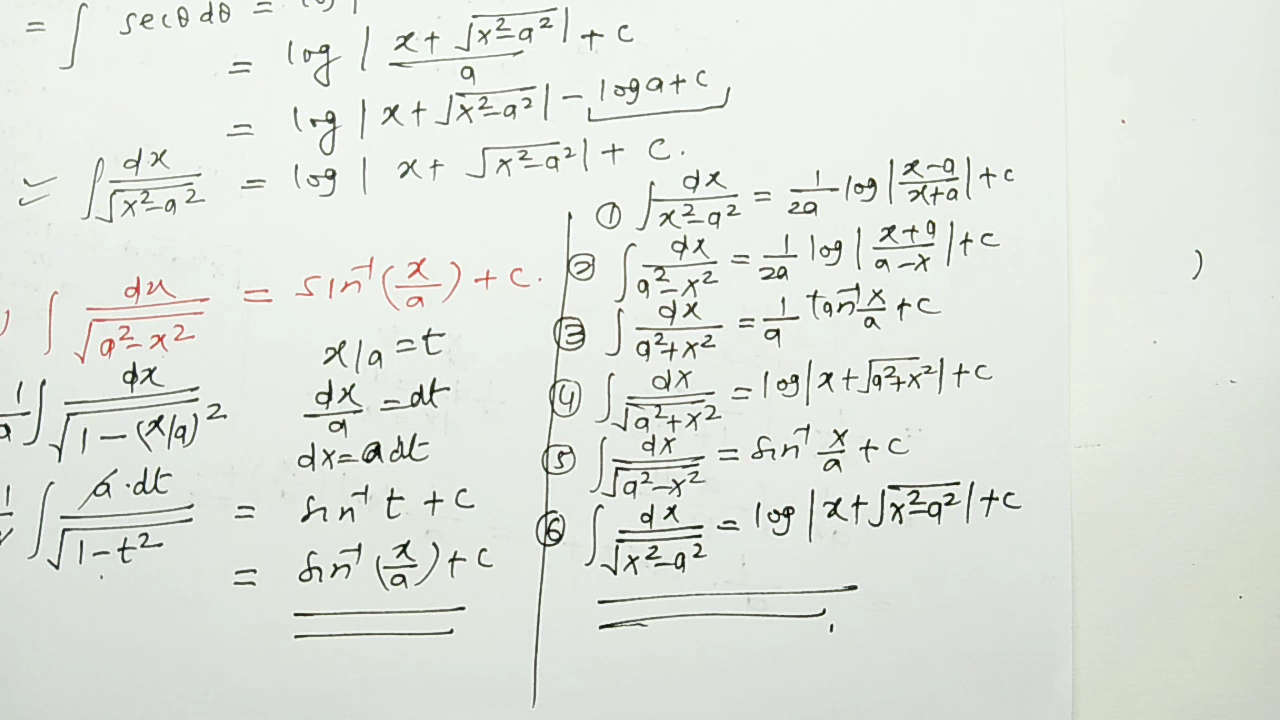 = ∫ secθ dθ = log |
= log | (x + √(x²-a²))/a | + c
= log | x + √(x²-a²) | - log a + c
∫ dx/√(x²-a²) = log | x + √(x²-a²) | + c.
) ∫ dx/√(a²-x²) = sin⁻¹(x/a) + c.
x/a = t
1/a ∫ dx/√(1-(x/a)²)
dx/a = dt
dx = a dt
∫ a·dt/√(1-t²) = sin⁻¹ t + c
= sin⁻¹(x/a) + c
① ∫ dx/(x²-a²) = 1/2a log | (x-a)/(x+a) | + c
② ∫ dx/(a²-x²) = 1/2a log | (x+a)/(a-x) | + c
③ ∫ dx/(a²+x²) = 1/a tan⁻¹ x/a + c
④ ∫ dx/√(a²+x²) = log | x + √(a²+x²) | + c
⑤ ∫ dx/√(a²-x²) = sin⁻¹ x/a + c
⑥ ∫ dx/√(x²-a²) = log | x + √(x²-a²) | + c